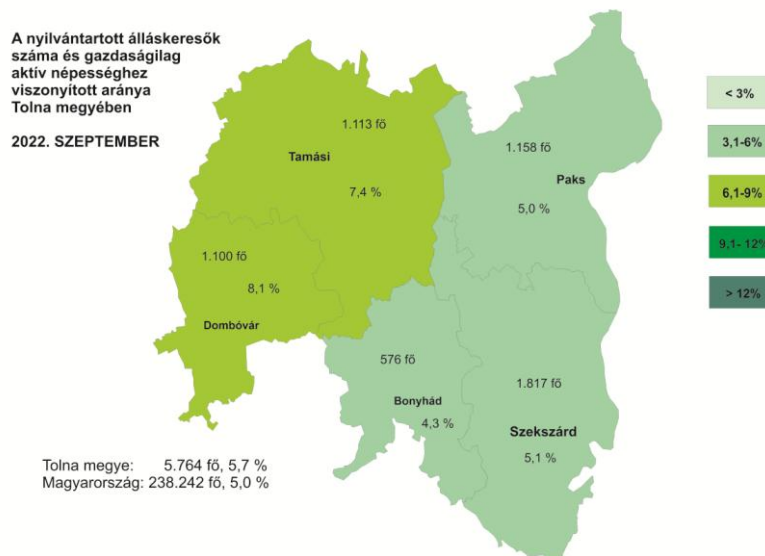 A nyilvántartott álláskeresők
száma és gazdaságilag
aktív népességhez
viszonyított aránya
Tolna megyében
2022. SZEPTEMBER
1.113 fő
Tamási
7,4 %
1.158 fő
Paks
5,0 %
1.100 fő
8,1 %
Dombóvár
576 fő
Bonyhád
4,3 %
1.817 fő
Szekszárd
5,1 %
< 3%
3,1-6%
6,1-9%
9,1- 12%
> 12%
Tolna megye: 5.764 fő, 5,7 %
Magyarország: 238.242 fő, 5,0 %